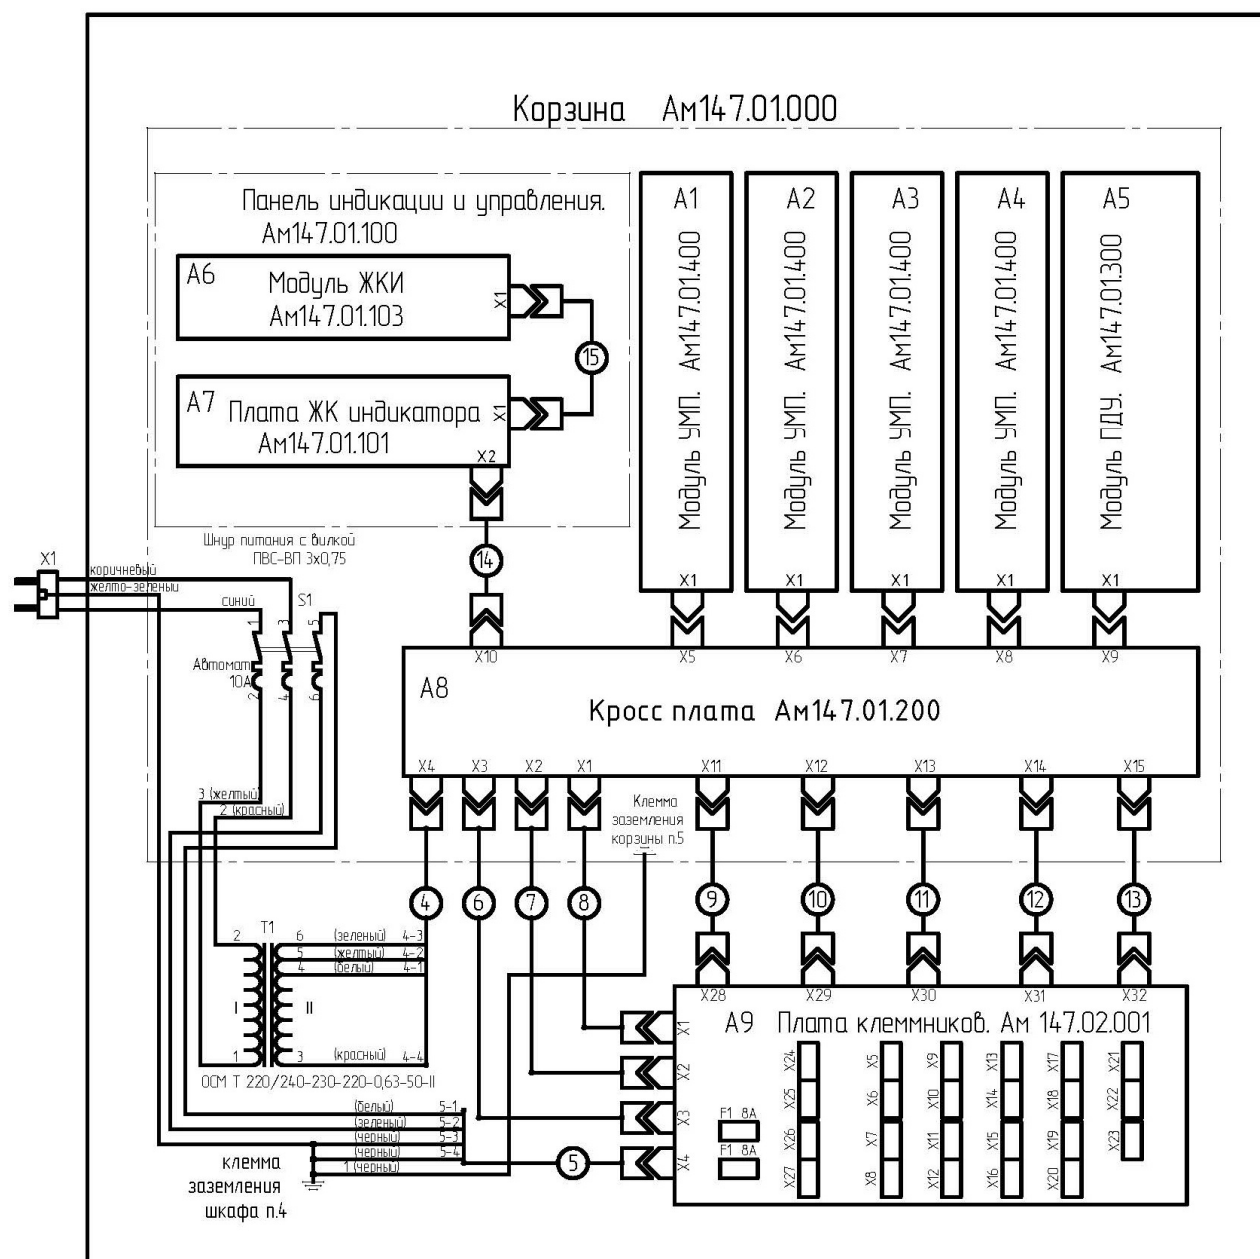 Корзина Ам147.01.000
Панель индикации и управления.
Ам147.01.100
А6
Модуль ЖКИ
Ам147.01.103
X1
15
А7
Плата ЖК индикатора
Ам147.01.101
X1
X2
14
А1
Модуль УМП. Ам147.01.400
X1
А2
Модуль УМП. Ам147.01.400
X1
А3
Модуль УМП. Ам147.01.400
X1
А4
Модуль УМП. Ам147.01.400
X1
А5
Модуль ПДУ. Ам147.01.300
X1
Шнур питания с вилкой
ПВС-ВП 3х0,75
X1
коричневый
желто-зеленый
синий
S1
1 3 5
Автомат
10А
2 4 6
3 (желтый)
2 (красный)
X10 X5 X6 X7 X8 X9
А8
Кросс плата Ам147.01.200
X4 X3 X2 X1 X11 X12 X13 X14 X15
Клемма
заземления
корзины п.5
4 6 7 8 9 10 11 12 13
T1
2 6 (зеленый) 4-3
5 (желтый) 4-2
4 (белый) 4-1
I II
1 3 (красный) 4-4
ОСМ Т 220/240-230-220-0,63-50-II
(белый) 5-1
(зеленый) 5-2
(черный) 5-3
(черный) 5-4
1 (черный)
5
клемма
заземления
шкафа п.4
X28 X29 X30 X31 X32
А9 Плата клеммников. Ам 147.02.001
X1
X2
X3
X4
F1 8А
F1 8А
X24
X25
X26
X27
X5
X6
X7
X8
X9
X10
X11
X12
X13
X14
X15
X16
X17
X18
X19
X20
X21
X22
X23